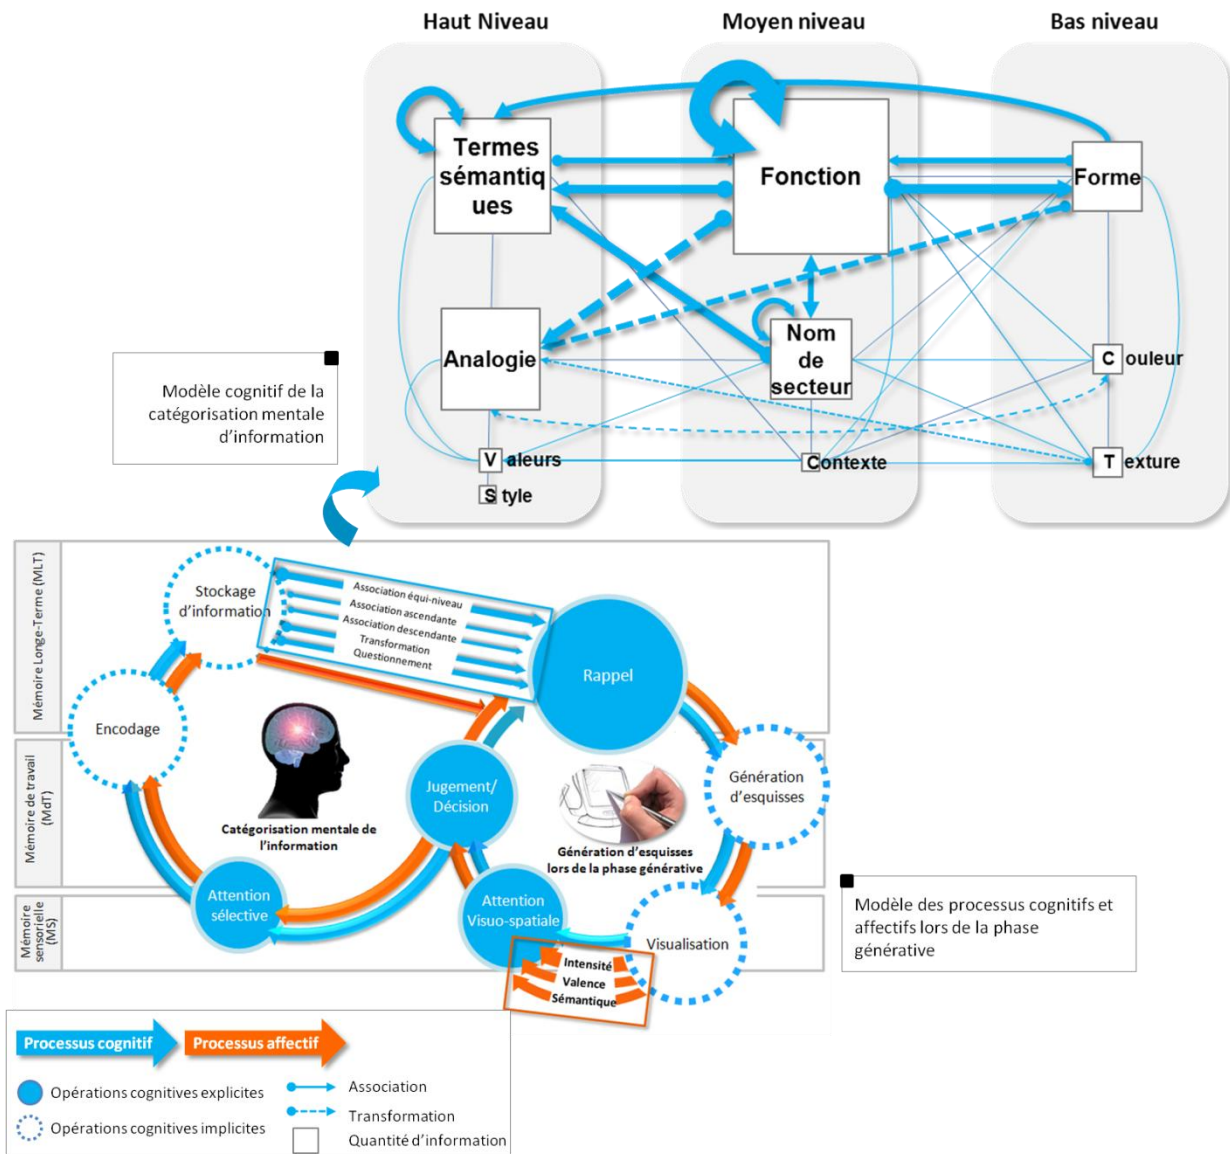 Haut Niveau
Moyen niveau
Bas niveau
Termes
sémantiq
ues
Fonction
Forme
Analogie
Nom
de
secteur
Couleur
Valeurs
Contexte
Texture
Style
Modèle cognitif de la
catégorisation mentale
d’information
Mémoire Longe-Terme (MLT)
Stockage
d’information
Association équi-niveau
Association ascendante
Association descendante
Transformation
Questionnement
Rappel
Encodage
Mémoire de travail
(MdT)
Jugement/
Décision
Génération
d’esquisses
Catégorisation mentale de
l’information
Génération d’esquisses
lors de la phase générative
Mémoire
sensorielle
(MS)
Attention
sélective
Attention
Visuo-spatiale
Visualisation
Intensité
Valence
Sémantique
Modèle des processus cognitifs et
affectifs lors de la phase
générative
Processus cognitif
Processus affectif
Opérations cognitives explicites
Association
Opérations cognitives implicites
Transformation
Quantité d’information